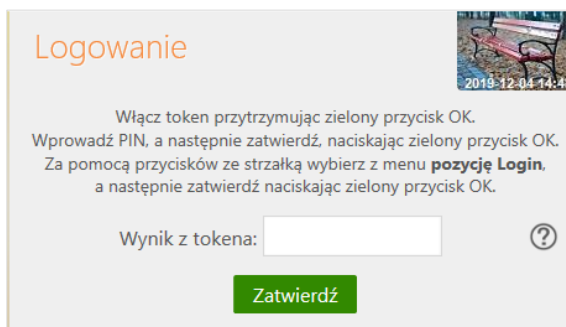 Logowanie
2019-12-04 14:4
Włącz token przytrzymując zielony przycisk OK.
Wprowadź PIN, a następnie zatwierdź, naciskając zielony przycisk OK.
Za pomocą przycisków ze strzałką wybierz z menu pozycję Login,
a następnie zatwierdź naciskając zielony przycisk OK.
Wynik z tokena:
?
Zatwierdź